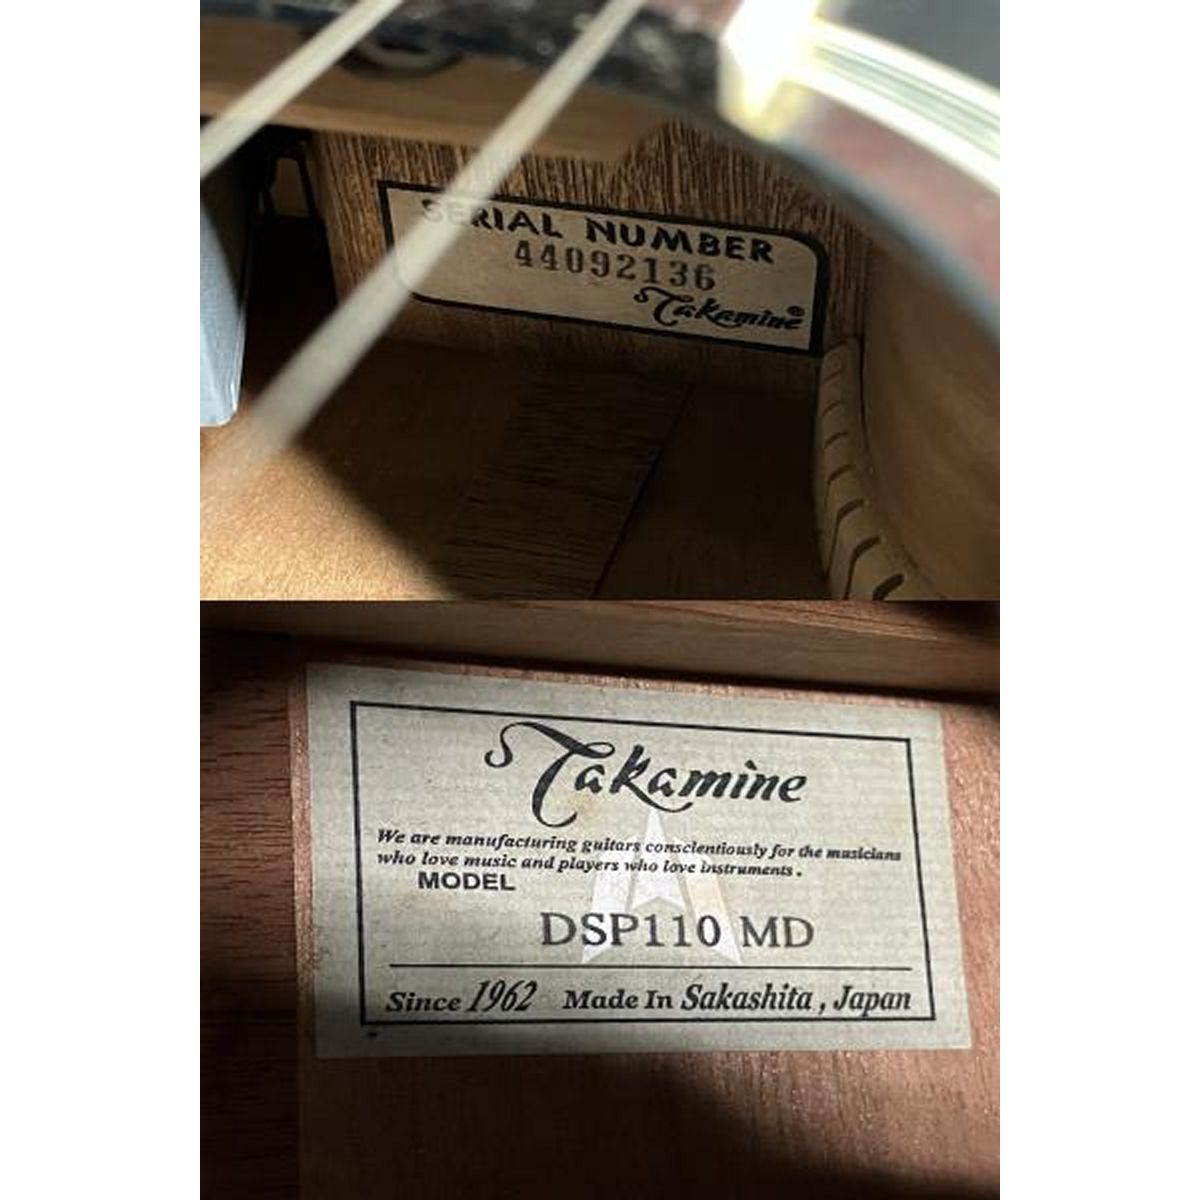 SERIAL NUMBER
44092136
Takamine®
Takamine
We are manufacturing guitars conscientiously for the musicians
who love music and players who love instruments.
MODEL
DSP110 MD
Since 1962 Made In Sakashita, Japan